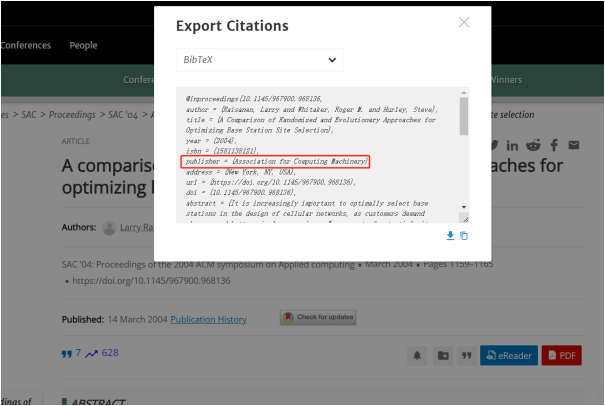 Export Citations
Conferences People
BibTeX
Confere
Winners
es > SAC > Proceedings > SAC '04 > A
te selection
@inproceedings{10.1145/967900.968136,
author = {Raisanen, Larry and Whitaker, Roger M. and Hurley, Steve},
title = {A Comparison of Randomized and Evolutionary Approaches for
Optimizing Base Station Site Selection},
year = {2004},
isbn = {1581138121},
publisher = {Association for Computing Machinery},
address = {New York, NY, USA},
url = {https://doi.org/10.1145/967900.968136},
doi = {10.1145/967900.968136},
abstract = {It is increasingly important to optimally select base
stations in the design of cellular networks, as customers demand
ARTICLE
A comparis
aches for
optimizing
Authors: Larry Ra
SAC '04: Proceedings of the 2004 ACM symposium on Applied computing • March 2004 • Pages 1159–1165
• https://doi.org/10.1145/967900.968136
Published: 14 March 2004 Publication History
Check for updates
7 628
eReader PDF
dings of
ABSTRACT